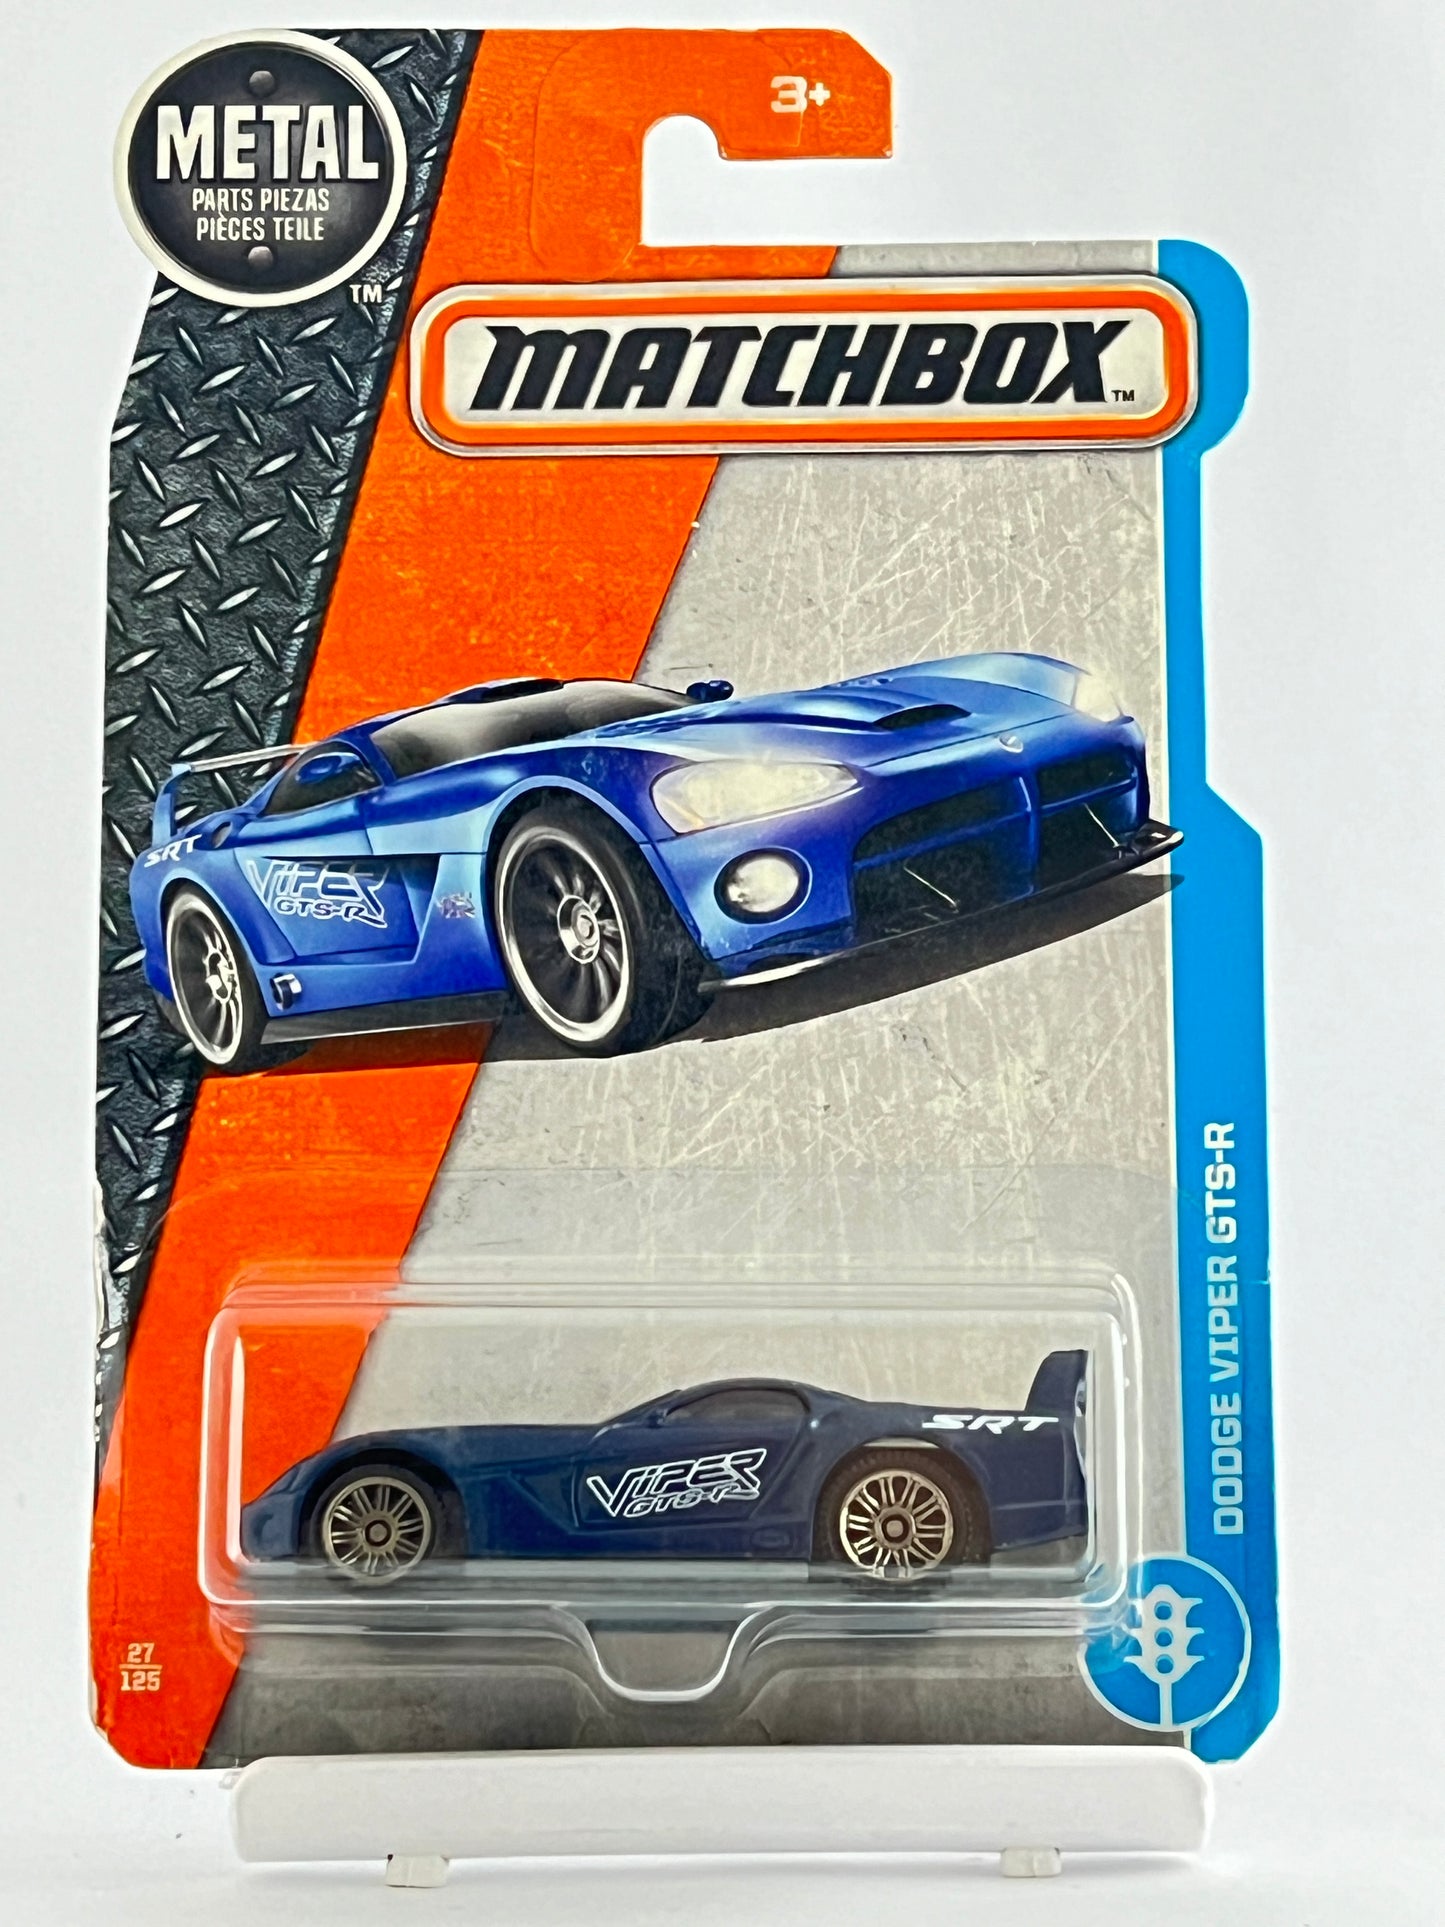 METAL
PARTS PIEZAS
PIÈCES TEILE
TM
3+
MATCHBOX
TM
SRT
VIPER
GTS-R
DODGE VIPER GTS-R
SRT
VIPER
GTS-R
27
125